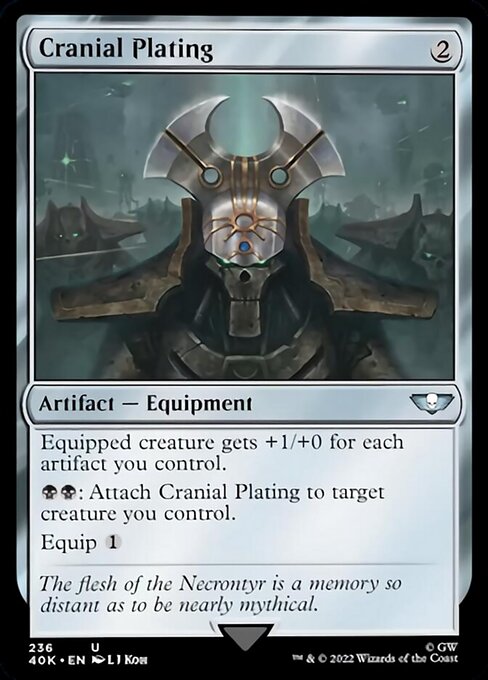 Cranial Plating 2
Artifact — Equipment
Equipped creature gets +1/+0 for each
artifact you control.
: Attach Cranial Plating to target
creature you control.
Equip 1
The flesh of the Necrontyr is a memory so
distant as to be nearly mythical.
236 U
40K • EN LJ Koh
© GW
™ & © 2022 Wizards of the Coast